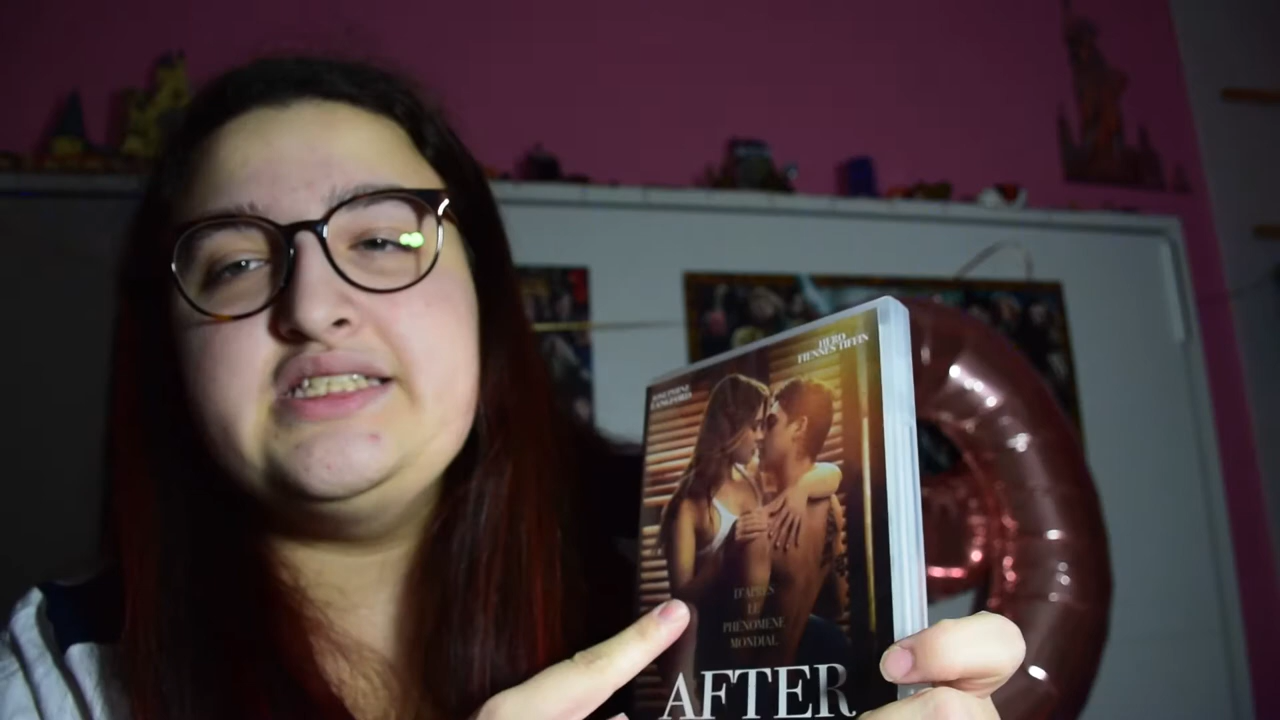 JOSEPHINE
LANGFORD
HERO
FIENNES TIFFIN
D'APRÈS
LE
PHÉNOMÈNE
MONDIAL
AFTER